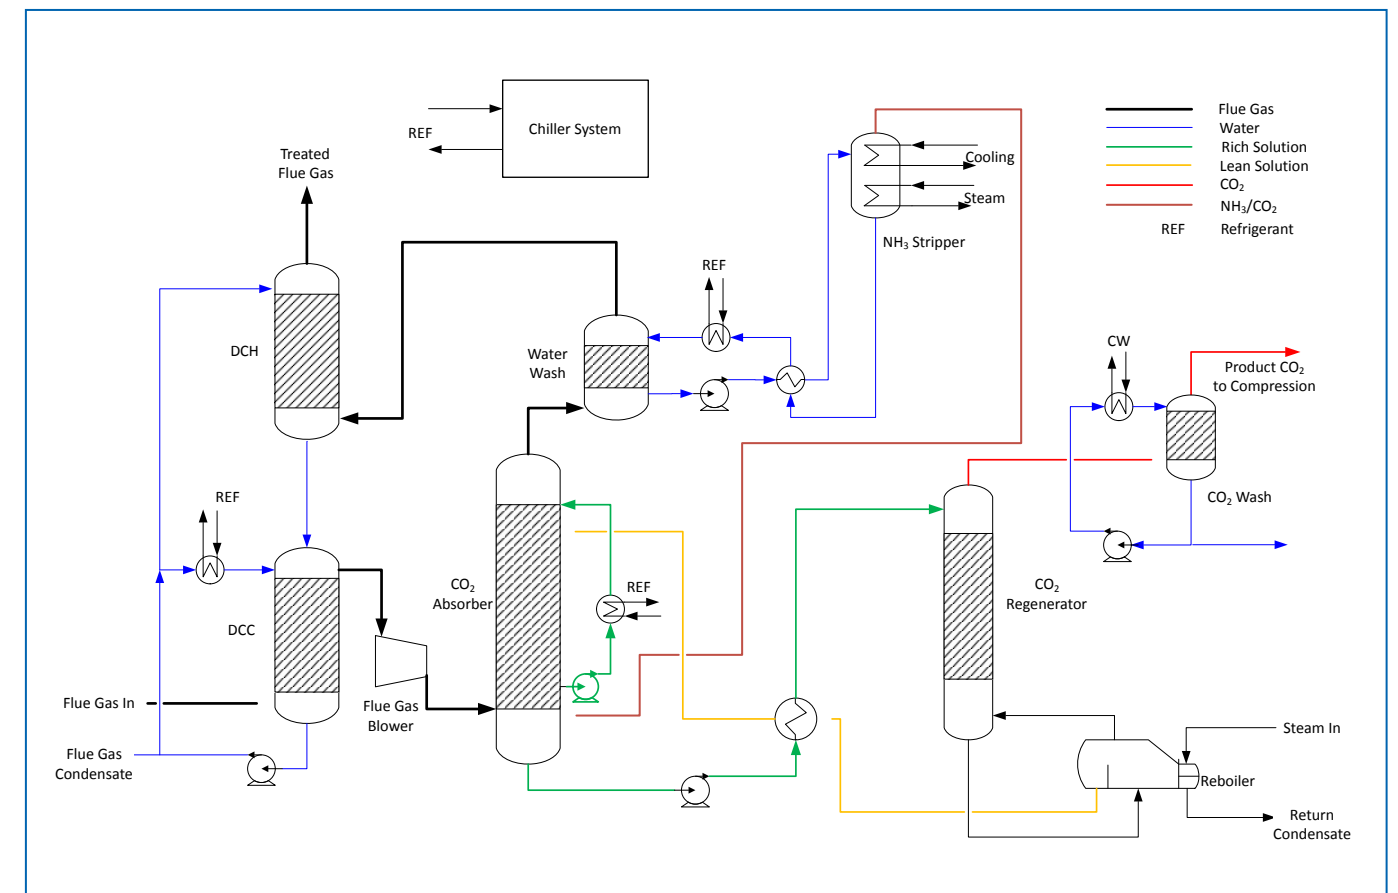 Chiller System
REF
Treated
Flue Gas
Flue Gas
Water
Rich Solution
Lean Solution
CO₂
NH₃/CO₂
REF Refrigerant
Cooling
Steam
NH₃ Stripper
REF
DCH
Water
Wash
CW
Product CO₂
to Compression
CO₂ Wash
REF
CO₂
Absorber
REF
CO₂
Regenerator
DCC
Flue Gas In
Flue Gas
Blower
Flue Gas
Condensate
Steam In
Reboiler
Return
Condensate